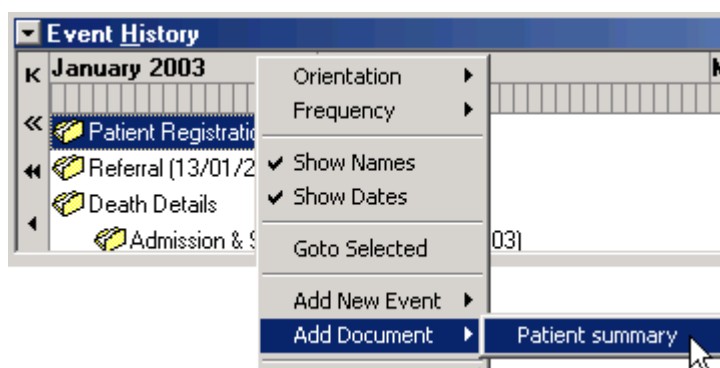 Event History
January 2003
Orientation
Frequency
Patient
Referral (13/01/2
Show Names
Death Details
Show Dates
Admission &
Goto Selected
03)
Add New Event
Add Document
Patient summary